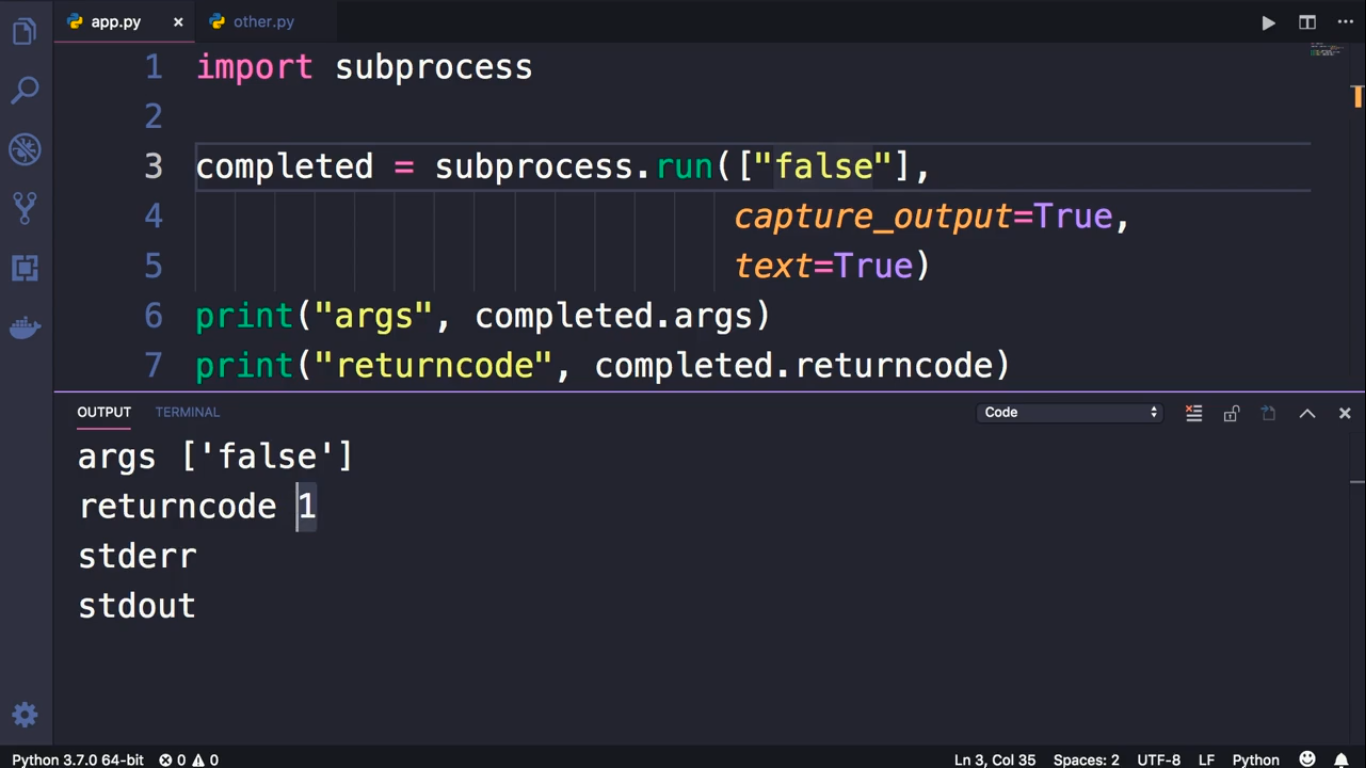 app.py × other.py
1 import subprocess
2
3 completed = subprocess.run(["false"],
4 capture_output=True,
5 text=True)
6 print("args", completed.args)
7 print("returncode", completed.returncode)
OUTPUT TERMINAL Code
args ['false']
returncode 1
stderr
stdout
Python 3.7.0 64-bit 0 0 Ln 3, Col 35 Spaces: 2 UTF-8 LF Python